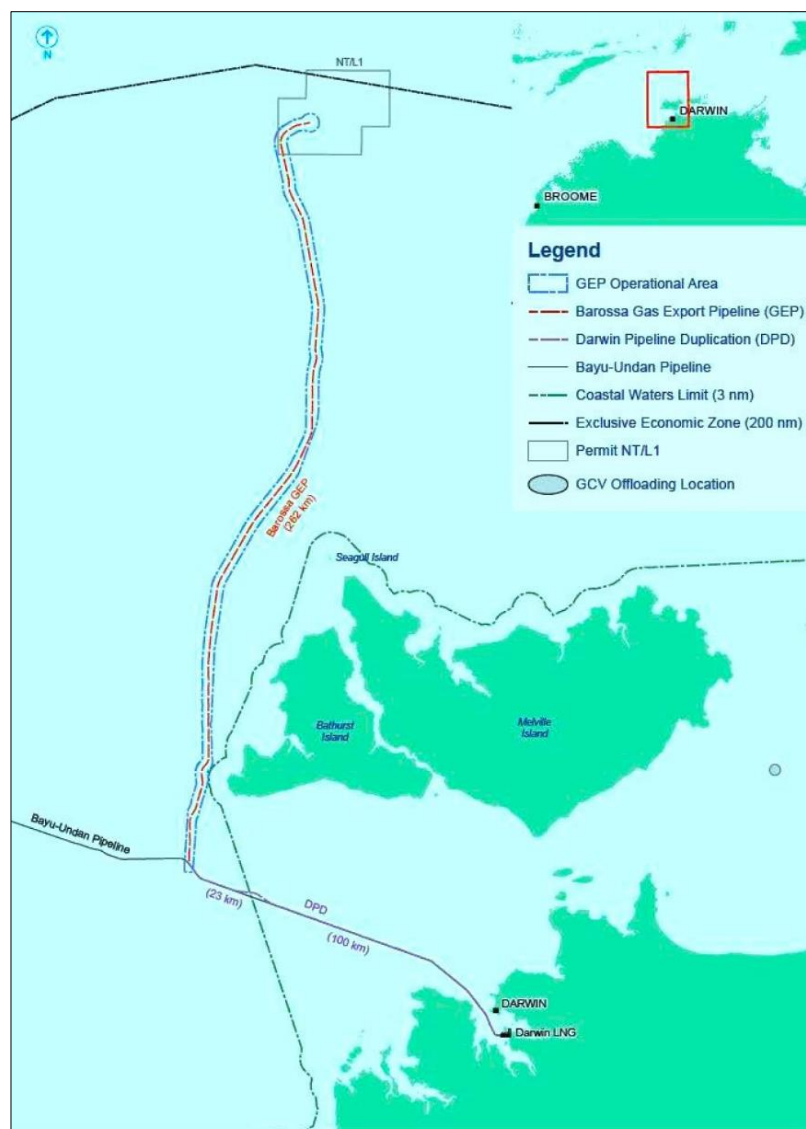 N
NT/L1
DARWIN
BROOME
Legend
GEP Operational Area
Barossa Gas Export Pipeline (GEP)
Darwin Pipeline Duplication (DPD)
Bayu-Undan Pipeline
Coastal Waters Limit (3 nm)
Exclusive Economic Zone (200 nm)
Permit NT/L1
GCV Offloading Location
Barossa GEP
(262 km)
Seagull Island
Bathurst
Island
Melville
Island
Bayu-Undan Pipeline
(23 km)
DPD
(100 km)
DARWIN
Darwin LNG